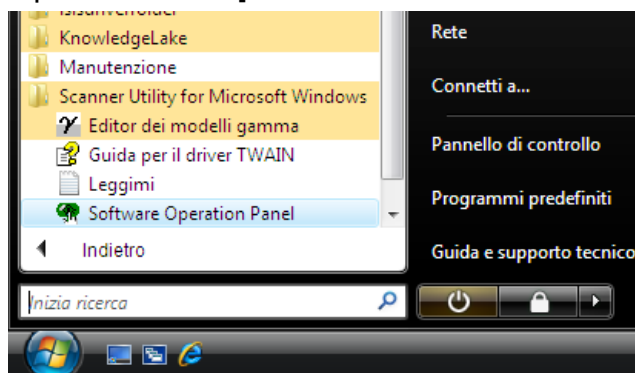 KnowledgeLake
Manutenzione
Scanner Utility for Microsoft Windows
Editor dei modelli gamma
Guida per il driver TWAIN
Leggimi
Software Operation Panel
Indietro
Inizia ricerca
Rete
Connetti a...
Pannello di controllo
Programmi predefiniti
Guida e supporto tecnico